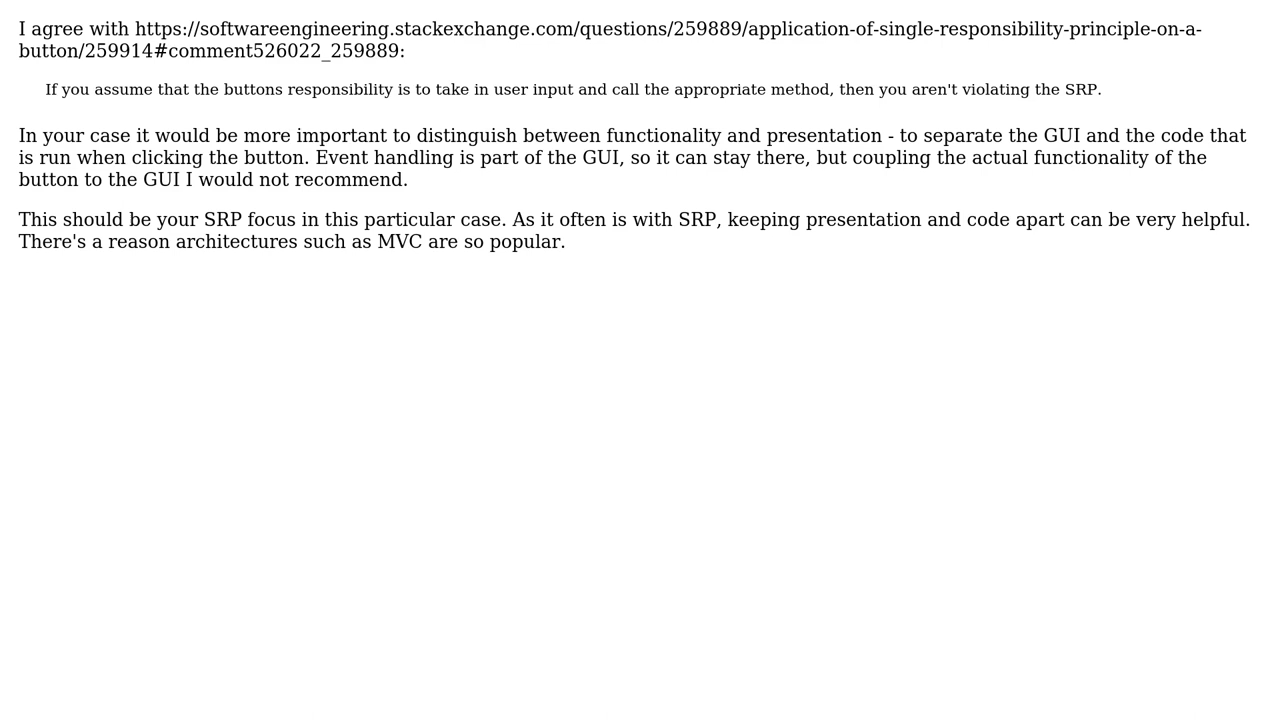 I agree with https://softwareengineering.stackexchange.com/questions/259889/application-of-single-responsibility-principle-on-a-
button/259914#comment526022_259889:
If you assume that the buttons responsibility is to take in user input and call the appropriate method, then you aren't violating the SRP.
In your case it would be more important to distinguish between functionality and presentation - to separate the GUI and the code that
is run when clicking the button. Event handling is part of the GUI, so it can stay there, but coupling the actual functionality of the
button to the GUI I would not recommend.
This should be your SRP focus in this particular case. As it often is with SRP, keeping presentation and code apart can be very helpful.
There's a reason architectures such as MVC are so popular.